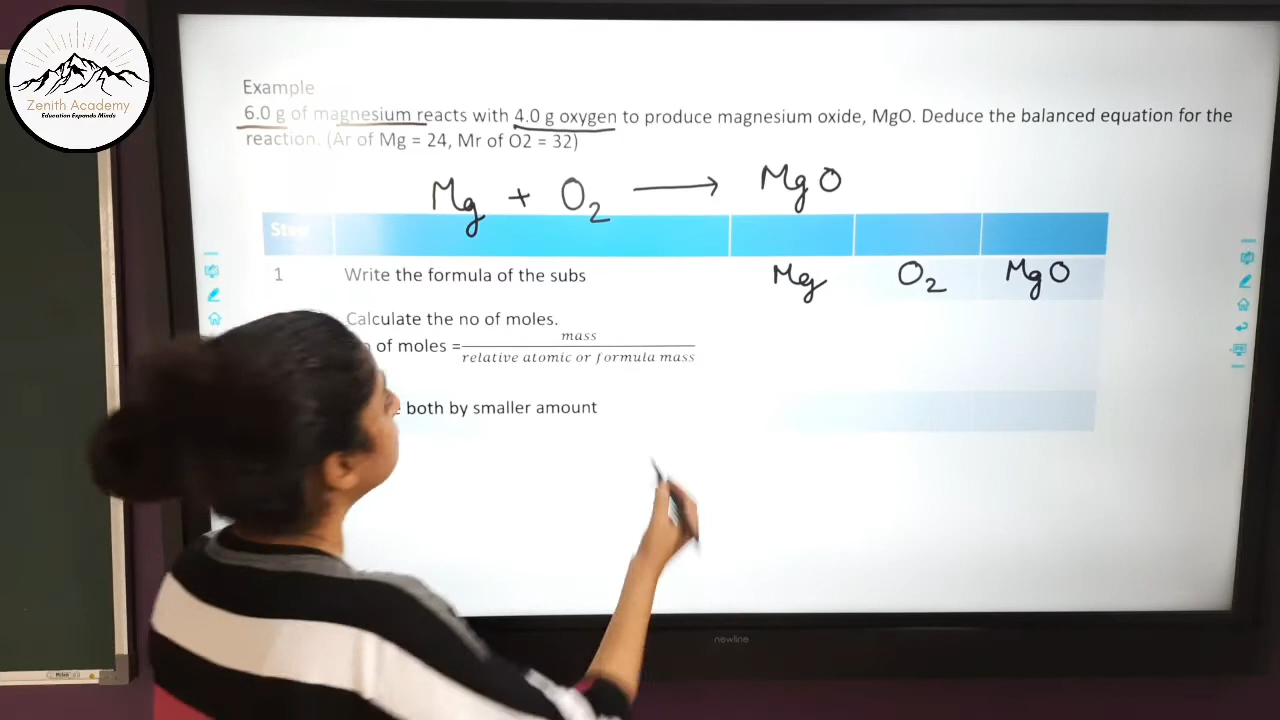 Zenith Academy
Education Expands Minds
Example
6.0 g of magnesium reacts with 4.0 g oxygen to produce magnesium oxide, MgO. Deduce the balanced equation for the
reaction. (Ar of Mg = 24, Mr of O2 = 32)
Mg + O₂ ⟶ MgO
Step
1 Write the formula of the subs Mg O₂ MgO
Calculate the no of moles.
of moles = mass
relative atomic or formula mass
both by smaller amount
newline